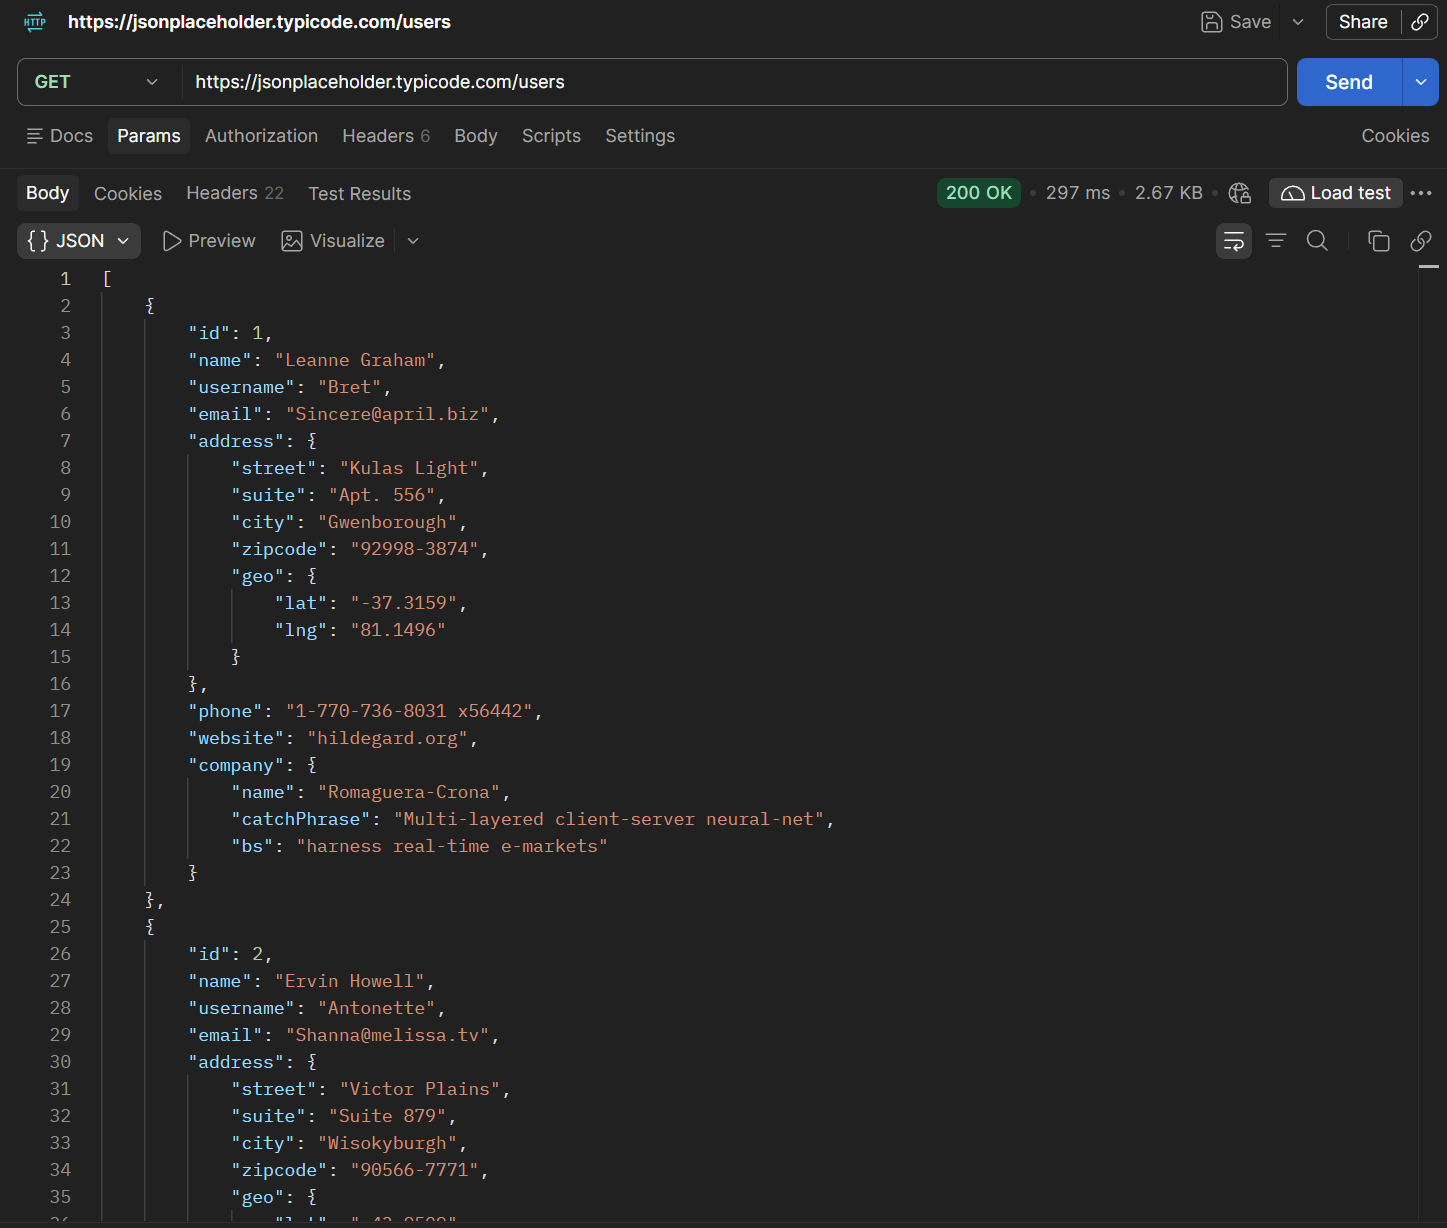 HTTP https://jsonplaceholder.typicode.com/users Save Share
GET https://jsonplaceholder.typicode.com/users Send
Docs Params Authorization Headers 6 Body Scripts Settings Cookies
Body Cookies Headers 22 Test Results 200 OK • 297 ms • 2.67 KB • Load test
{} JSON Preview Visualize
1 [
2 {
3 "id": 1,
4 "name": "Leanne Graham",
5 "username": "Bret",
6 "email": "Sincere@april.biz",
7 "address": {
8 "street": "Kulas Light",
9 "suite": "Apt. 556",
10 "city": "Gwenborough",
11 "zipcode": "92998-3874",
12 "geo": {
13 "lat": "-37.3159",
14 "lng": "81.1496"
15 }
16 },
17 "phone": "1-770-736-8031 x56442",
18 "website": "hildegard.org",
19 "company": {
20 "name": "Romaguera-Crona",
21 "catchPhrase": "Multi-layered client-server neural-net",
22 "bs": "harness real-time e-markets"
23 }
24 },
25 {
26 "id": 2,
27 "name": "Ervin Howell",
28 "username": "Antonette",
29 "email": "Shanna@melissa.tv",
30 "address": {
31 "street": "Victor Plains",
32 "suite": "Suite 879",
33 "city": "Wisokyburgh",
34 "zipcode": "90566-7771",
35 "geo": {